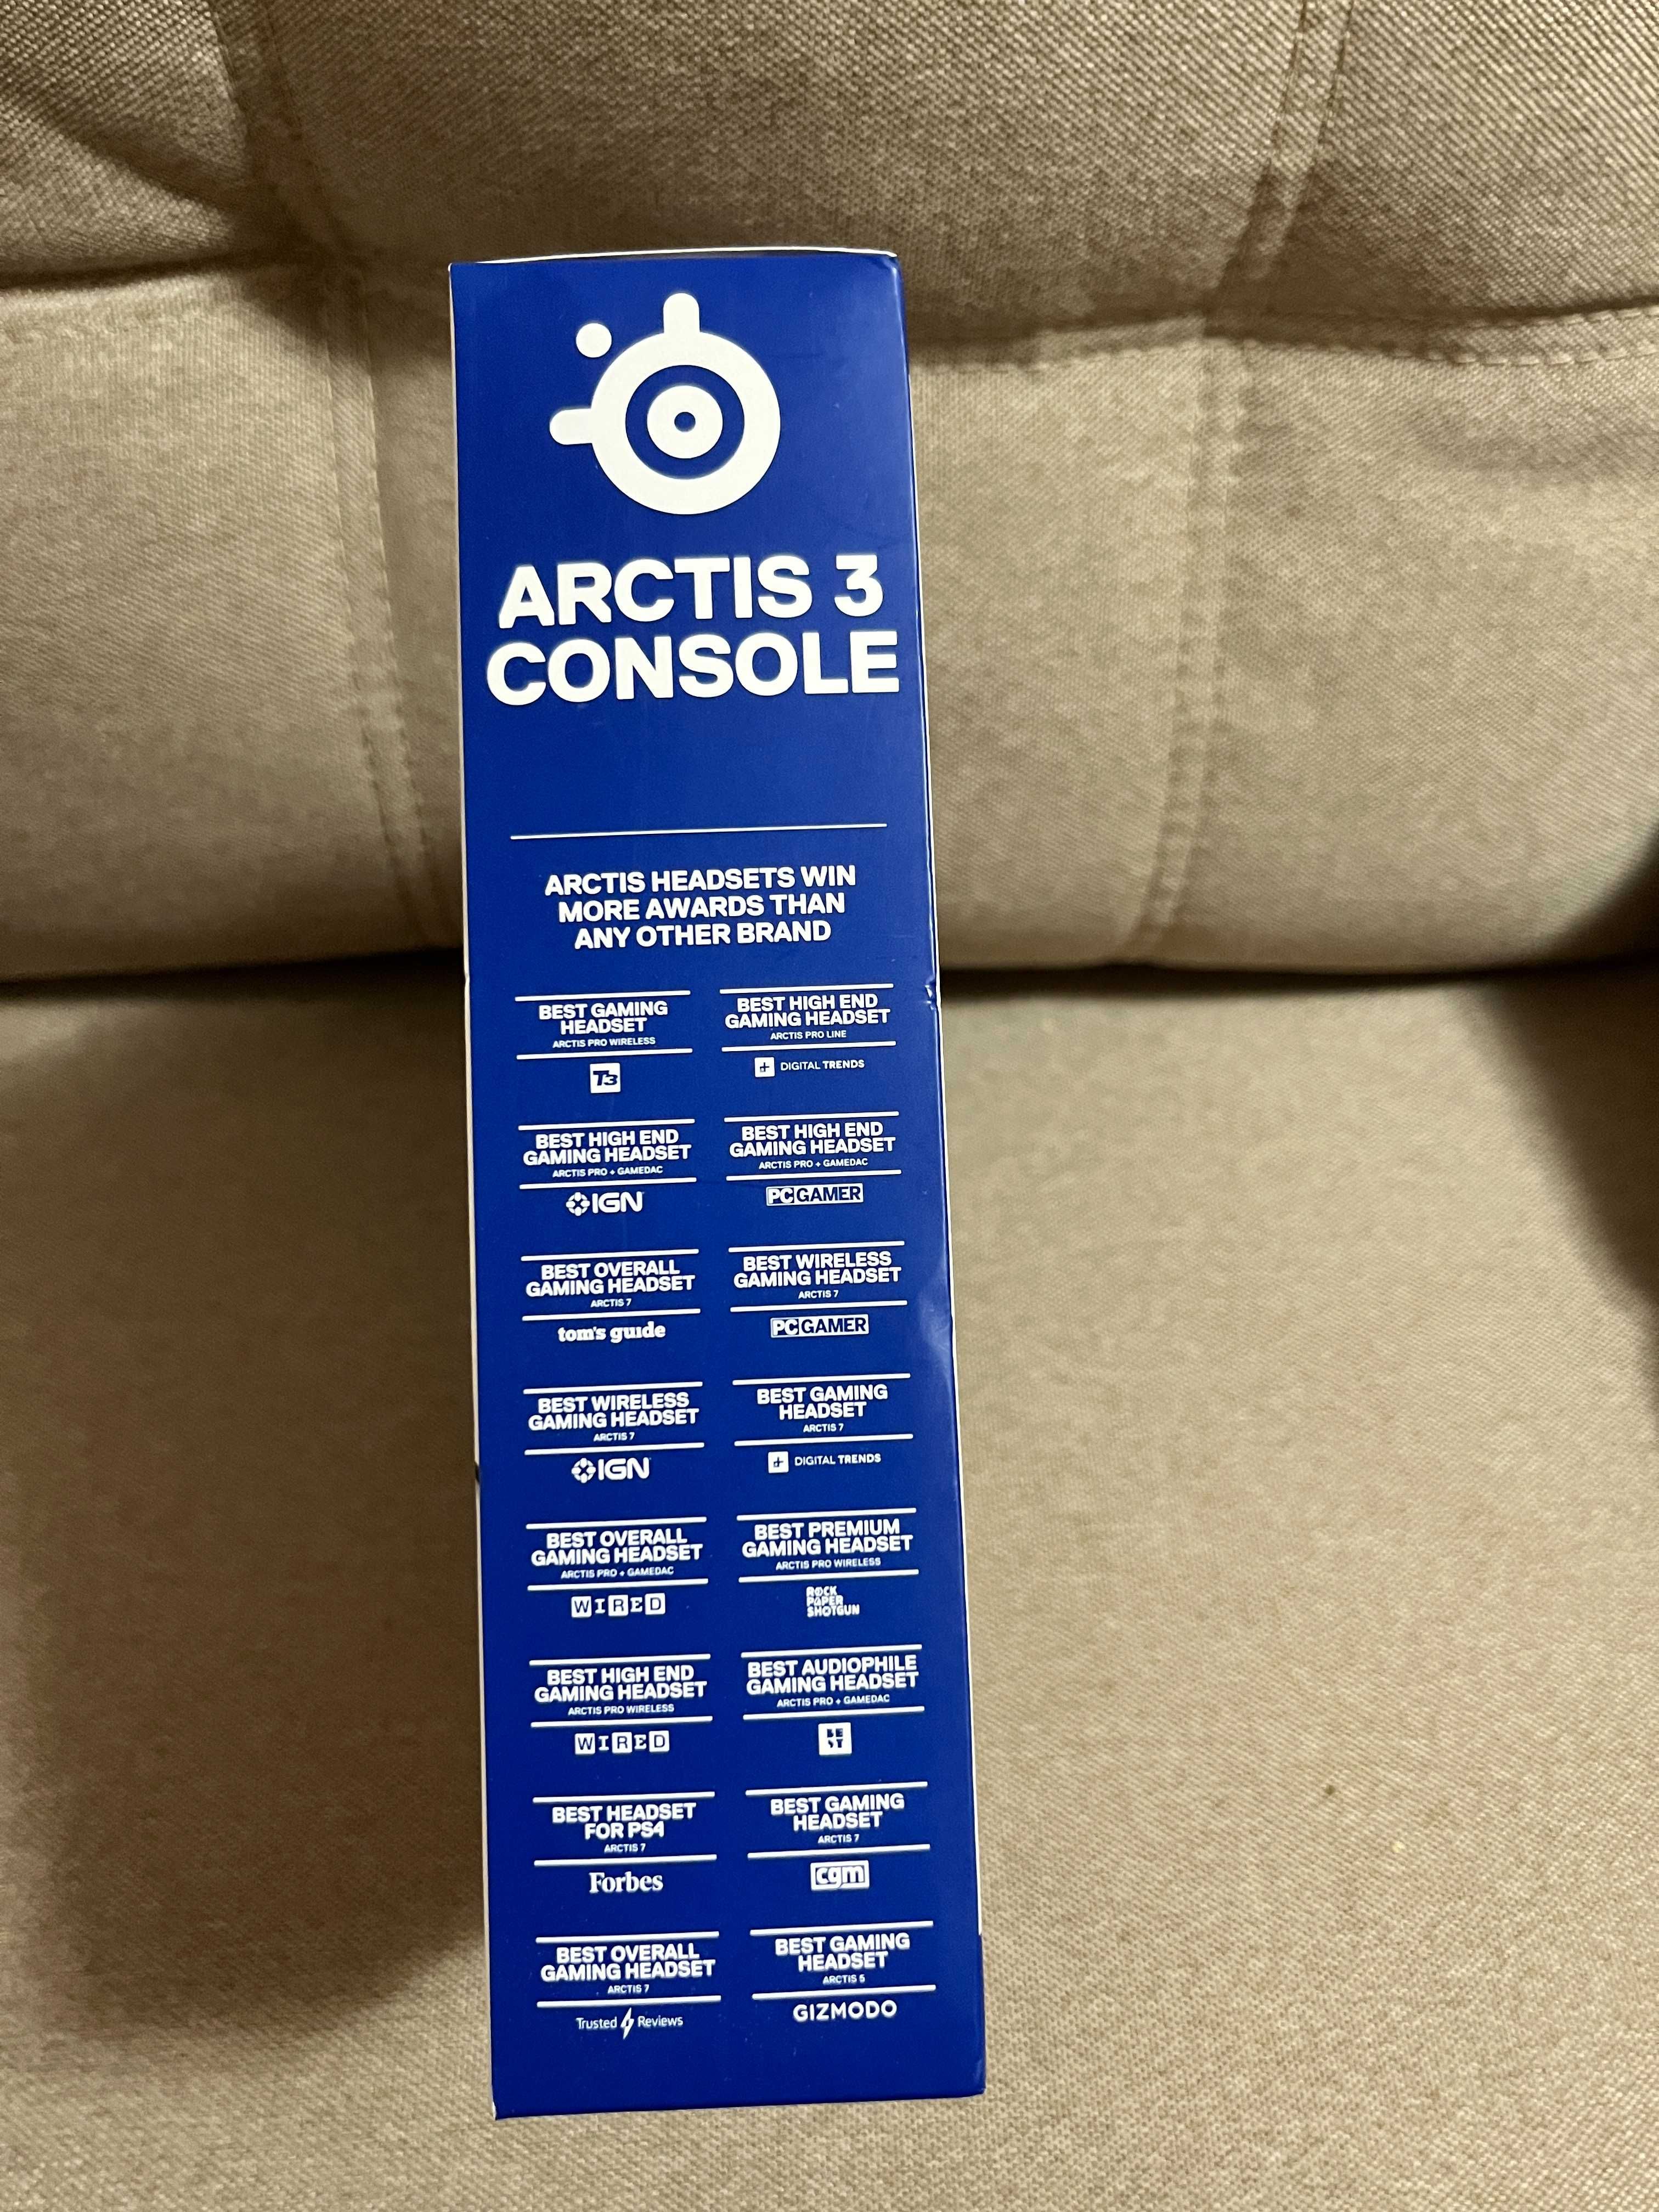 ARCTIS 3
CONSOLE
ARCTIS HEADSETS WIN
MORE AWARDS THAN
ANY OTHER BRAND
BEST GAMING
HEADSET
ARCTIS PRO WIRELESS
T3
BEST HIGH END
GAMING HEADSET
ARCTIS PRO LINE
DIGITAL TRENDS
BEST HIGH END
GAMING HEADSET
ARCTIS PRO + GAMEDAC
IGN
BEST HIGH END
GAMING HEADSET
ARCTIS PRO + GAMEDAC
PC GAMER
BEST OVERALL
GAMING HEADSET
ARCTIS 7
tom's guide
BEST WIRELESS
GAMING HEADSET
ARCTIS 7
PC GAMER
BEST WIRELESS
GAMING HEADSET
ARCTIS 7
IGN
BEST GAMING
HEADSET
ARCTIS 7
DIGITAL TRENDS
BEST OVERALL
GAMING HEADSET
ARCTIS PRO + GAMEDAC
WIRED
BEST PREMIUM
GAMING HEADSET
ARCTIS PRO WIRELESS
ROCK
PAPER
SHOTGUN
BEST HIGH END
GAMING HEADSET
ARCTIS PRO WIRELESS
WIRED
BEST AUDIOPHILE
GAMING HEADSET
ARCTIS PRO + GAMEDAC
BE
ST
BEST HEADSET
FOR PS4
ARCTIS 7
Forbes
BEST GAMING
HEADSET
ARCTIS 7
cgm
BEST OVERALL
GAMING HEADSET
ARCTIS 7
Trusted Reviews
BEST GAMING
HEADSET
ARCTIS 5
GIZMODO